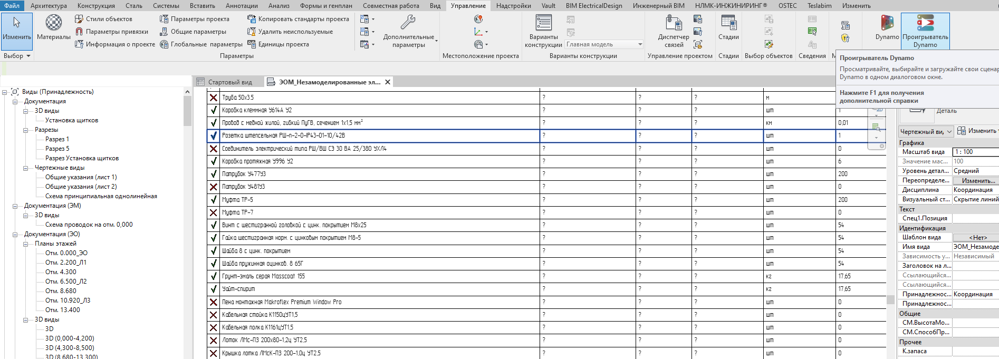 Файл Архитектура Конструкция Сталь Системы Вставить Аннотации Анализ Формы и генплан Совместная работа Вид Управление Надстройки Vault BIM ElectricalDesign Инженерный BIM НЛМК-ИНЖИНИРИНГ® OSTEC Teslabim Изменить
Изменить
Выбор
Материалы
Стили объектов
Параметры привязки
Информация о проекте
Параметры проекта
Общие параметры
Глобальные параметры
Копировать стандарты проекта
Удалить неиспользуемые
Единицы проекта
Параметры
Дополнительные
параметры
Местоположение проекта
Варианты
конструкции
Главная модель
Варианты конструкции
Диспетчер
связей
Управление проектом
Стадии
Стадии
Выбор объектов
Сведения
Dynamo
Проигрыватель
Dynamo
Проигрыватель Dynamo
Просматривайте, выбирайте и загружайте свои сценар
Dynamo в одном диалоговом окне.
Нажмите F1 для получения
дополнительной справки
Стартовый вид
ЭОМ_Незамоделированные эл...
Виды (Принадлежность)
Документация
3D виды
Установка щитков
Разрезы
Разрез 1
Разрез 5
Разрез Установка щитков
Чертежные виды
Общие указания (лист 1)
Общие указания (лист 2)
Схема принципиальная однолинейная
Документация (ЭМ)
3D виды
Схема проводок на отм. 0,000
Документация (ЭО)
Планы этажей
Отм. 0.000_ЭО
Отм. 2.200_Л1
Отм. 4.300
Отм. 6.500_Л2
Отм. 8.680
Отм. 10.920_Л3
Отм. 13.400
3D виды
3D
3D (0,000-4,200)
3D (4,300-8,500)
3D (8,680-13,300)
Труба 50х3.5 ? ? ? м
Коробка клеммная У614А У2 ? ? ? шт 1
Провод с медной жилой, гибкий ПуГВ, сечением 1х1,5 мм² ? ? ? км 0,01
Розетка штепсельная РШ-п-2-0-IP43-01-10/42В ? ? ? шт 1
Соединитель электрический типа РШ/ВШ СЭ 30 ВА 25/380 УХЛ4 ? ? ? шт 0
Коробка протяжная У996 У2 ? ? ? шт 6
Патрубок У477У3 ? ? ? шт 200
Патрубок У481У3 ? ? ? шт 0
Муфта ТР-5 ? ? ? шт 200
Муфта ТР-7 ? ? ? шт 0
Винт с шестигранной головкой с цинк. покрытием М8х25 ? ? ? шт 54
Гайка шестигранная норм. с цинковым покрытием М8-5 ? ? ? шт 54
Шайба 8 с цинк. покрытием ? ? ? шт 54
Шайба пружинная оцинков. 8 65Г ? ? ? шт 54
Грунт-эмаль серая Masscoat 155 ? ? ? кг 17,65
Уайт-спирит ? ? ? кг 17,65
Пена монтажная Makroflex Premium Window Pro ? ? ? шт 0
Кабельная стойка К1150цУТ1,5 ? ? ? шт 0
Кабельная полка К1161цУТ1,5 ? ? ? шт 0
Лоток ЛМс-П3 200х80-1,2ц УТ2,5 ? ? ? шт 0
Крышка лотка ЛМсК-П3 200-1,0ц УТ2,5 ? ? ? шт 0
Деталь
Чертежный ви,
Изменить т
Графика
Масштаб вида 1 : 100
Значение мас... 100
Уровень детал... Средний
Переопределе... Изменить...
Дисциплина Координация
Визуальный ст... Скрытие линий
Текст
Спец1.Позиция
Идентификация
Шаблон вида <Нет>
Имя вида ЭОМ_Незамоде
Зависимость у... Независимый
Заголовок на л...
Ссылающийся...
Ссылающийся...
Принадлежнос... Координация
Принадлежнос...
Общие
СМ.ВысотаМо...
СМ.СпособПр...
Прочее
К.запаса